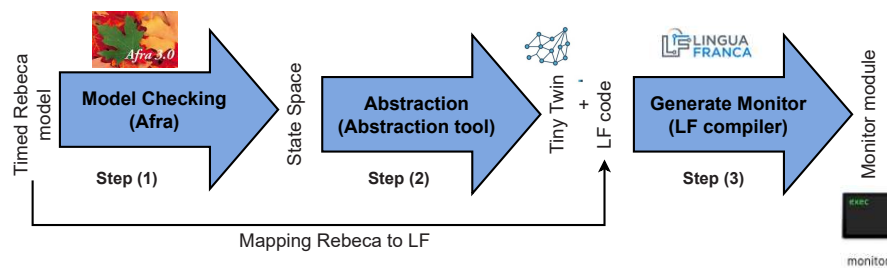 Timed Rebeca
model
Afra 3.0
Model Checking
(Afra)
Step (1)
State Space
Abstraction
(Abstraction tool)
Step (2)
Tiny Twin
+
LF code
LF LINGUA
FRANCA
Generate Monitor
(LF compiler)
Step (3)
Monitor module
exec
monitor
Mapping Rebeca to LF